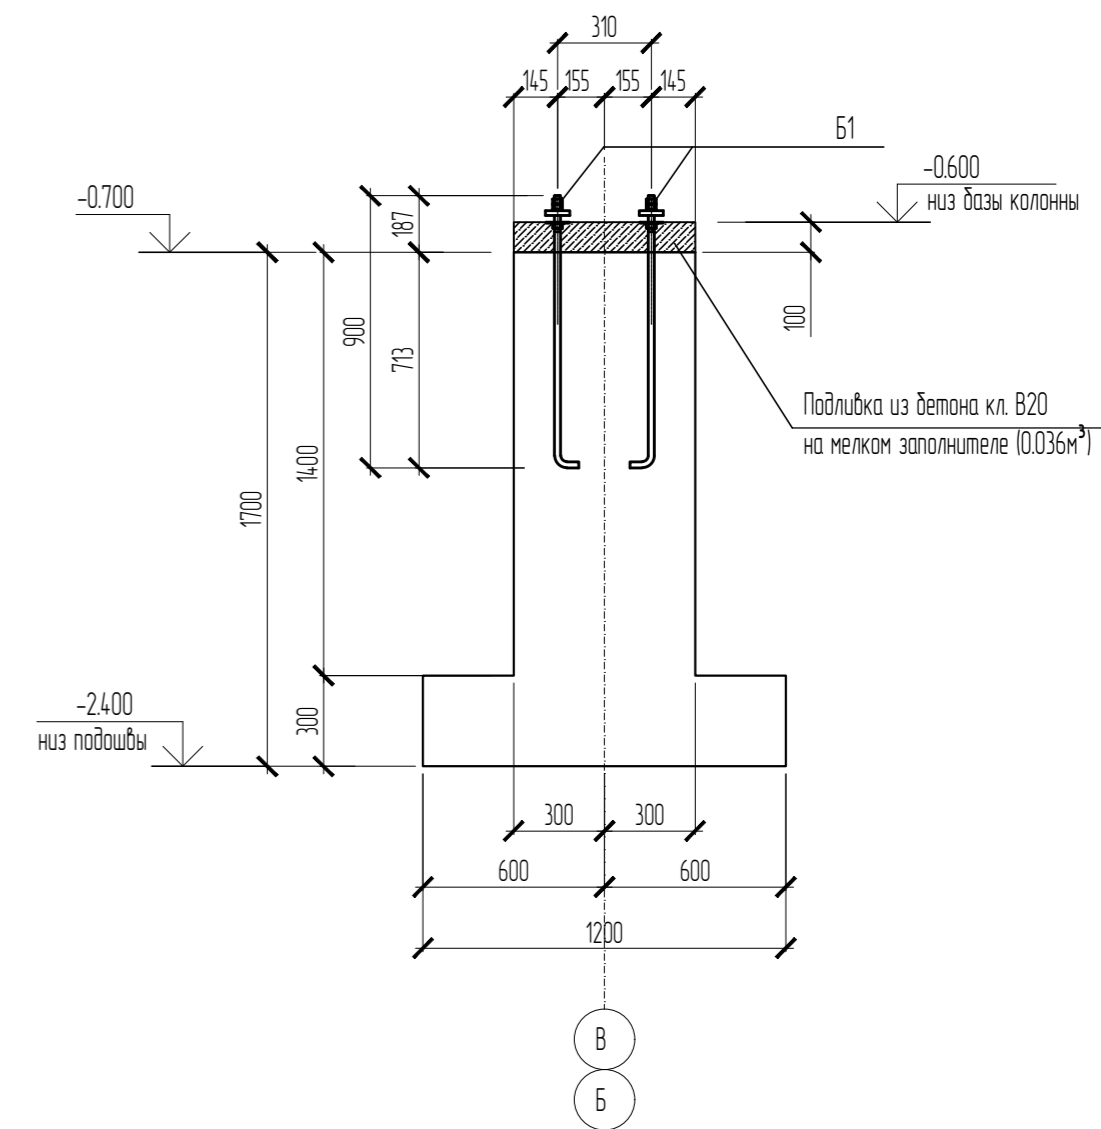 310
145 155 155 145
Б1
-0.600
низ базы колонны
-0.700
187
900
713
100
Подливка из бетона кл. В20
на мелком заполнителе (0.036м³)
1400
1700
-2.400
низ подошвы
300
300 300
600 600
1200
В
Б